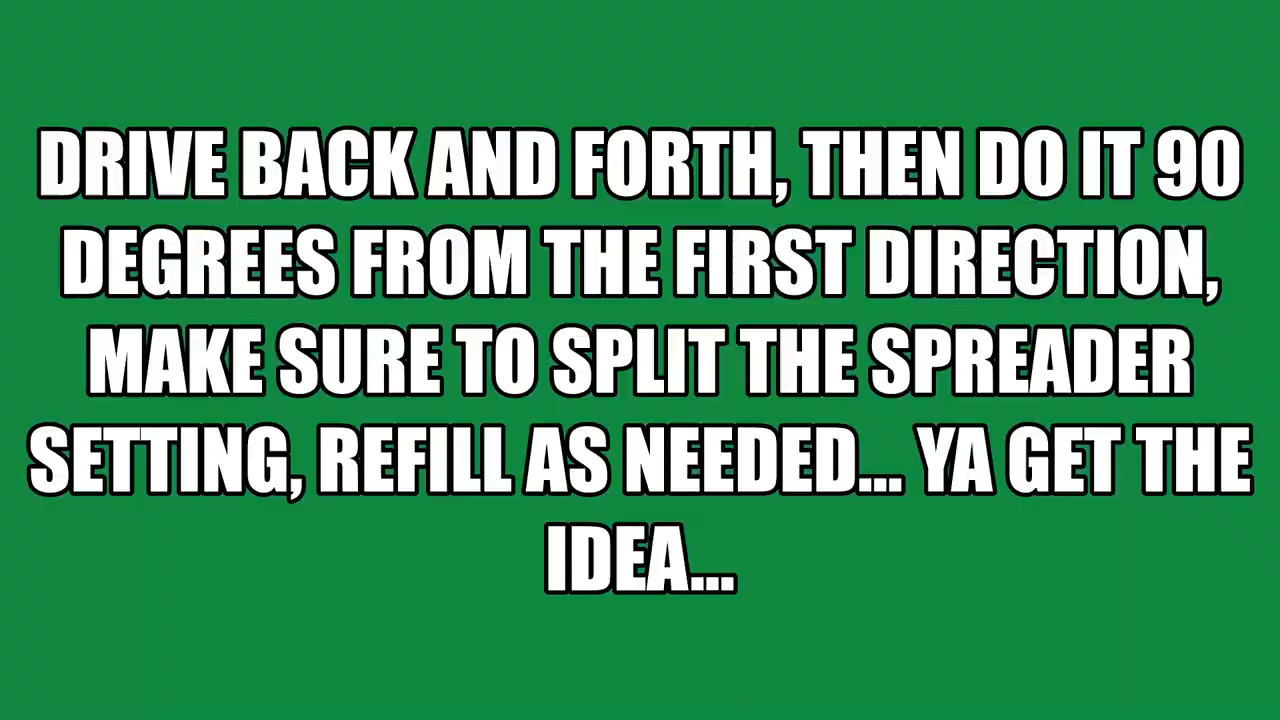 DRIVE BACK AND FORTH, THEN DO IT 90
DEGREES FROM THE FIRST DIRECTION,
MAKE SURE TO SPLIT THE SPREADER
SETTING, REFILL AS NEEDED... YA GET THE
IDEA...